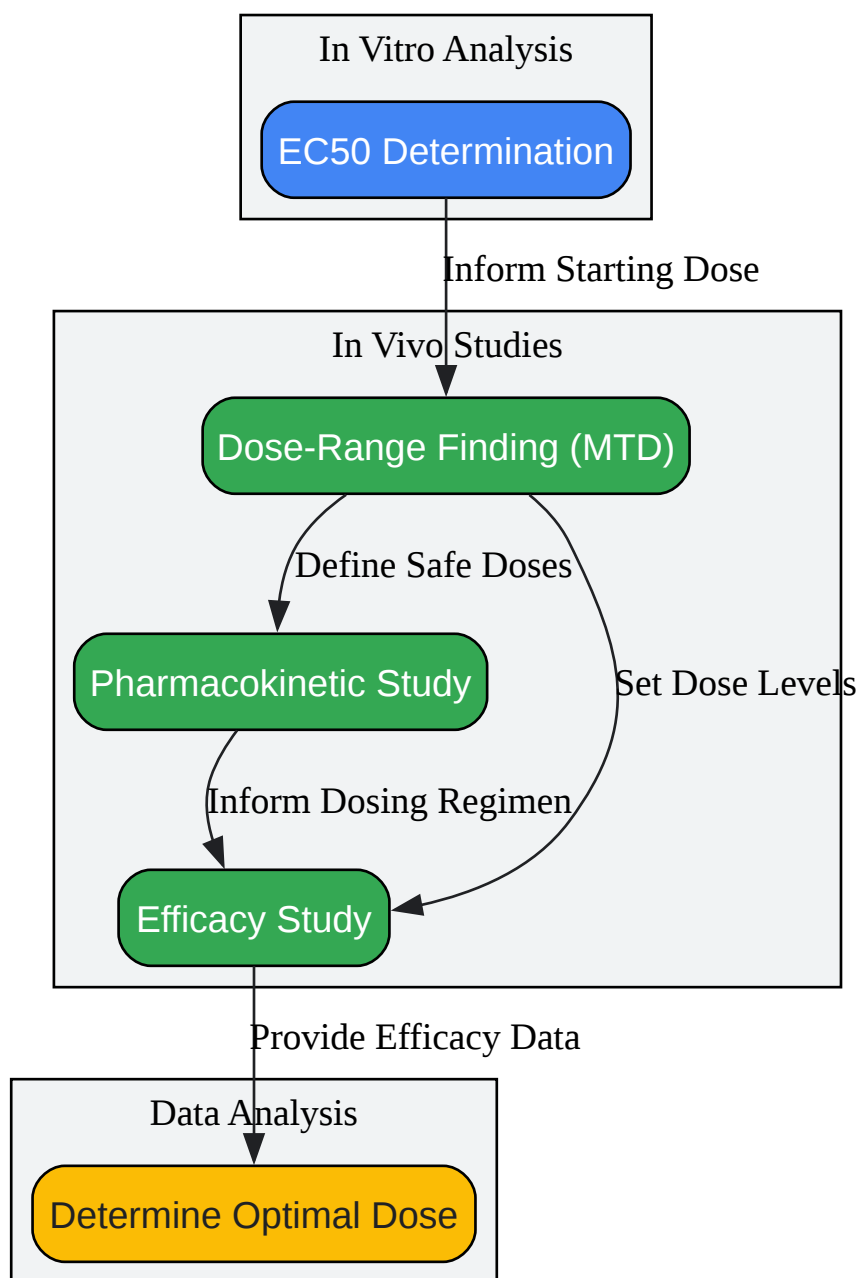 In Vitro Analysis
EC50 Determination
Inform Starting Dose
In Vivo Studies
Dose-Range Finding (MTD)
Define Safe Doses
Pharmacokinetic Study
Set Dose Levels
Inform Dosing Regimen
Efficacy Study
Provide Efficacy Data
Data Analysis
Determine Optimal Dose